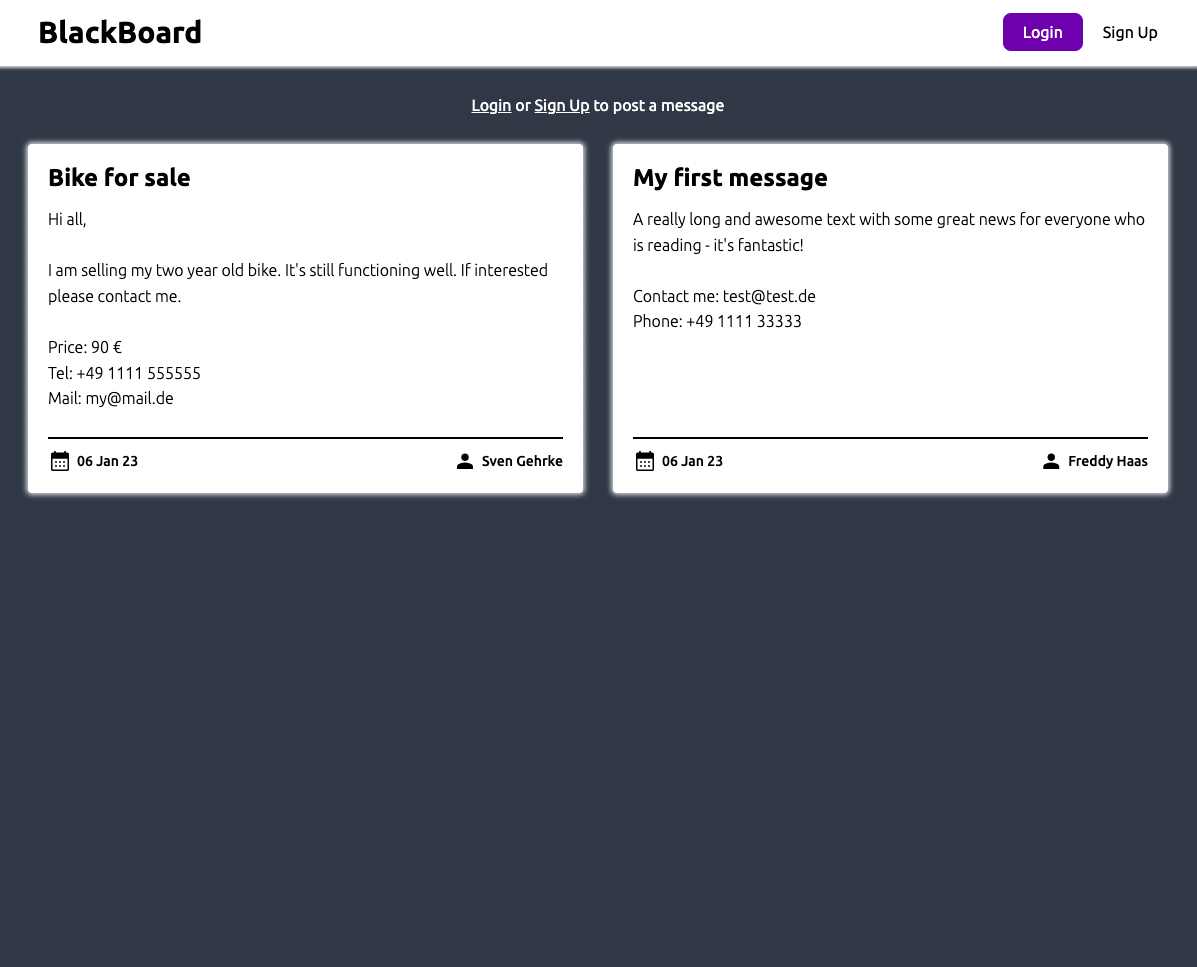 BlackBoard
Login
Sign Up
Login or Sign Up to post a message
Bike for sale
Hi all,
I am selling my two year old bike. It's still functioning well. If interested
please contact me.
Price: 90 €
Tel: +49 1111 555555
Mail: my@mail.de
06 Jan 23
Sven Gehrke
My first message
A really long and awesome text with some great news for everyone who
is reading - it's fantastic!
Contact me: test@test.de
Phone: +49 1111 33333
06 Jan 23
Freddy Haas